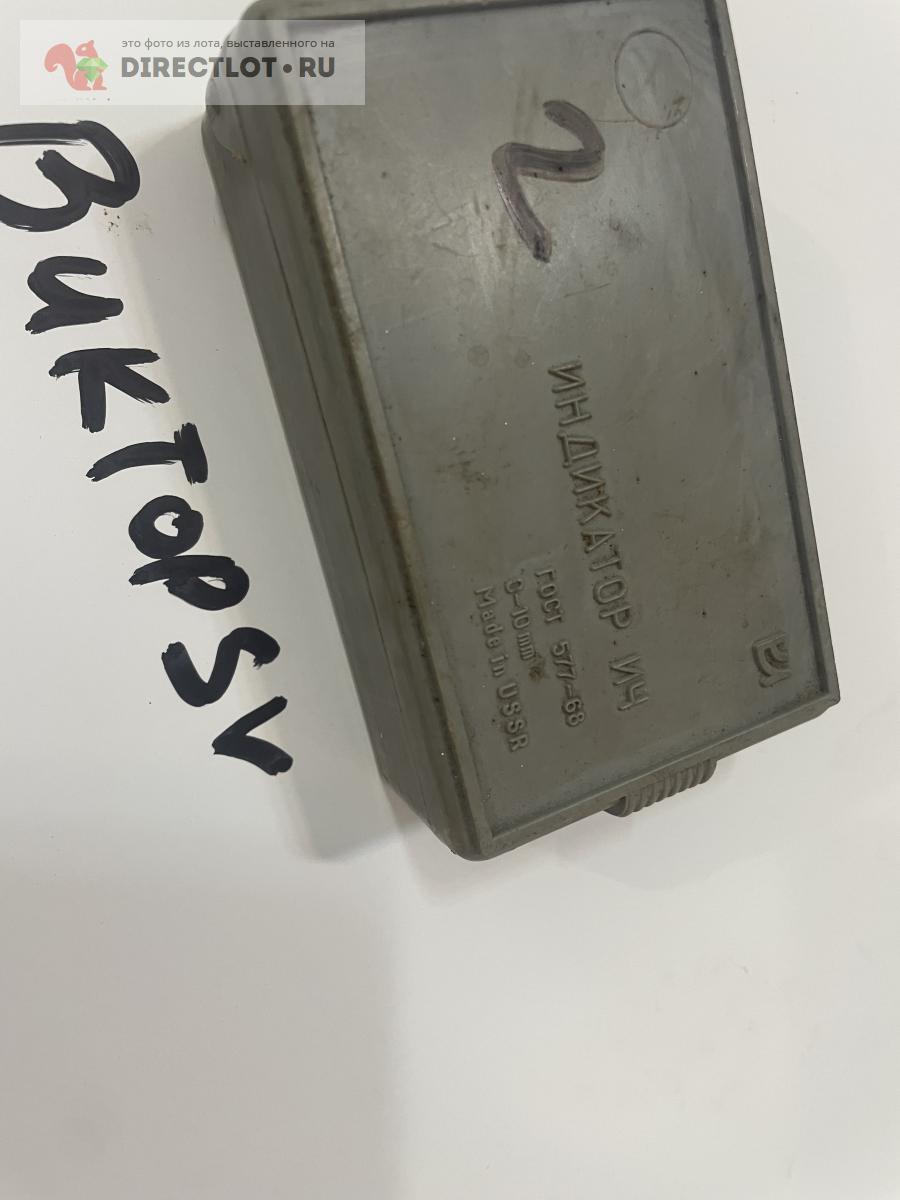 это фото из лота, выставленного на
DIRECTLOT•RU
ВикторSV
2
ИНДИКАТОР ИЧ
ГОСТ 577-68
0-10 mm
Made in USSR